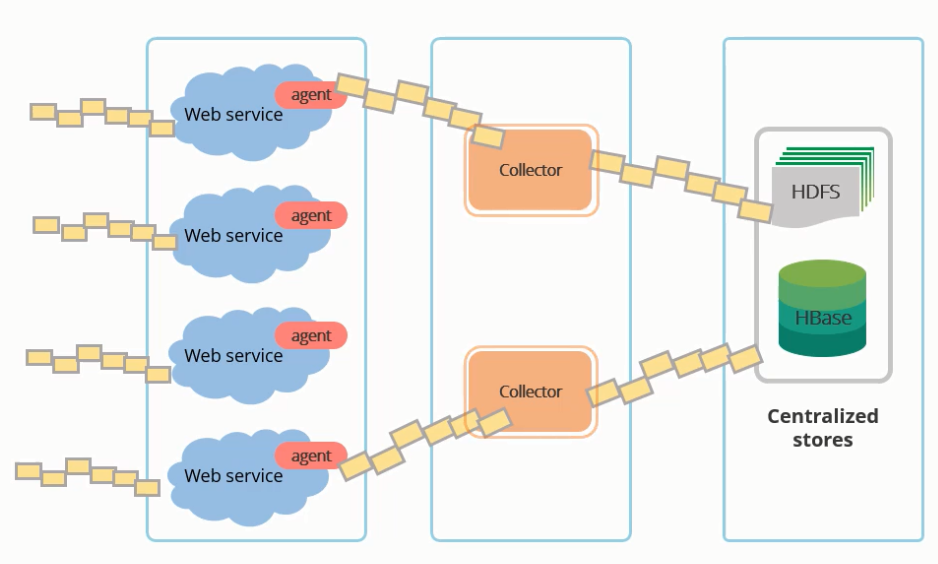 agent
Web service
agent
Web service
agent
Web service
agent
Web service
Collector
Collector
HDFS
HBase
Centralized
stores